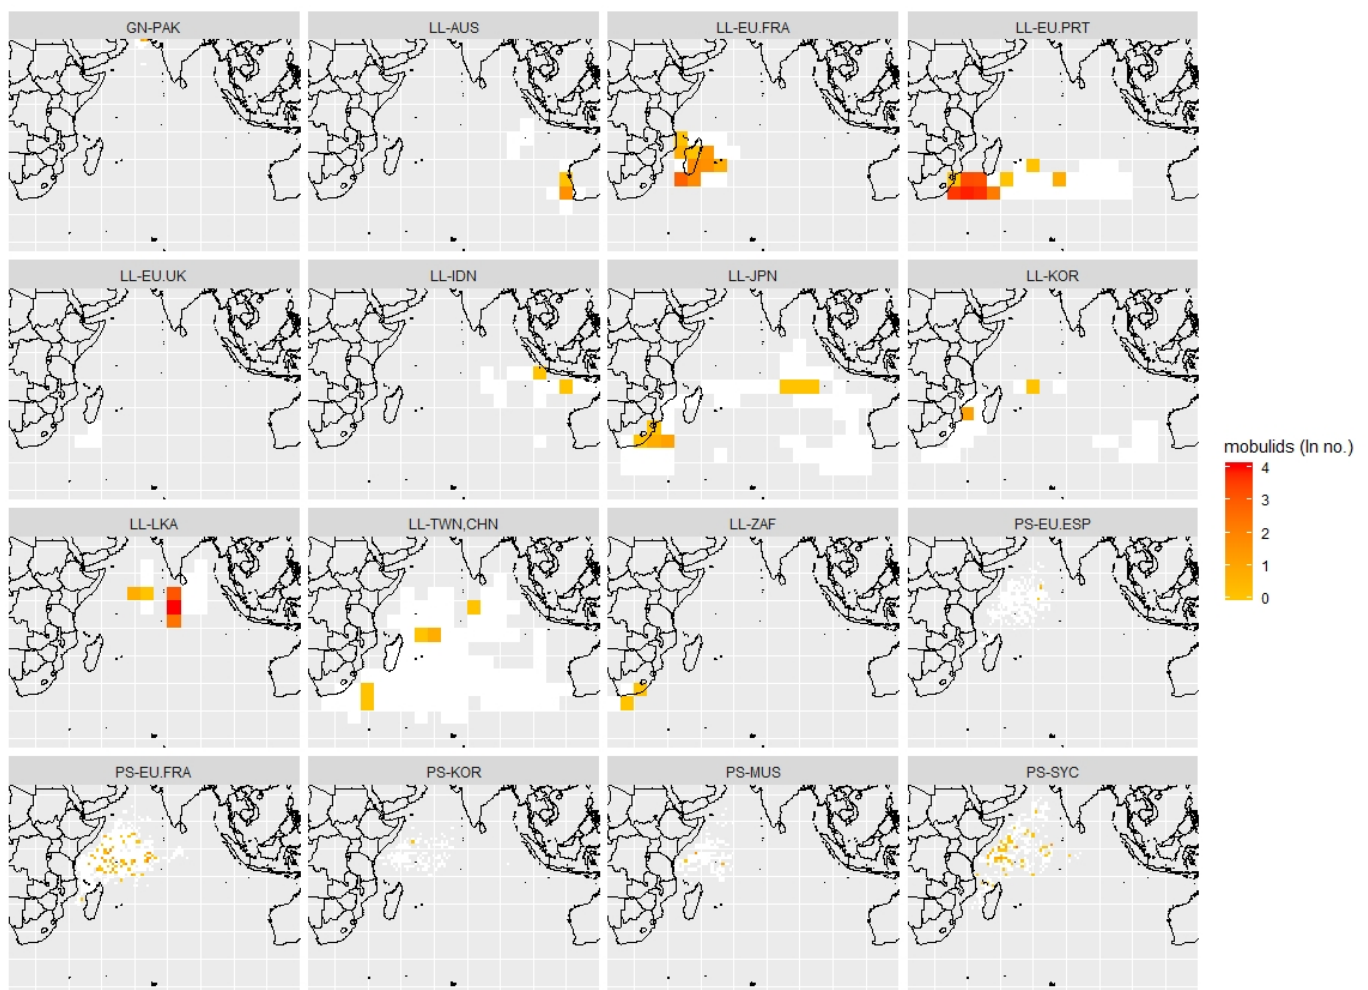 GN-PAK
LL-AUS
LL-EU.FRA
LL-EU.PRT
LL-EU.UK
LL-IDN
LL-JPN
LL-KOR
mobulids (ln no.)
4
3
2
1
0
LL-LKA
LL-TWN,CHN
LL-ZAF
PS-EU.ESP
PS-EU.FRA
PS-KOR
PS-MUS
PS-SYC